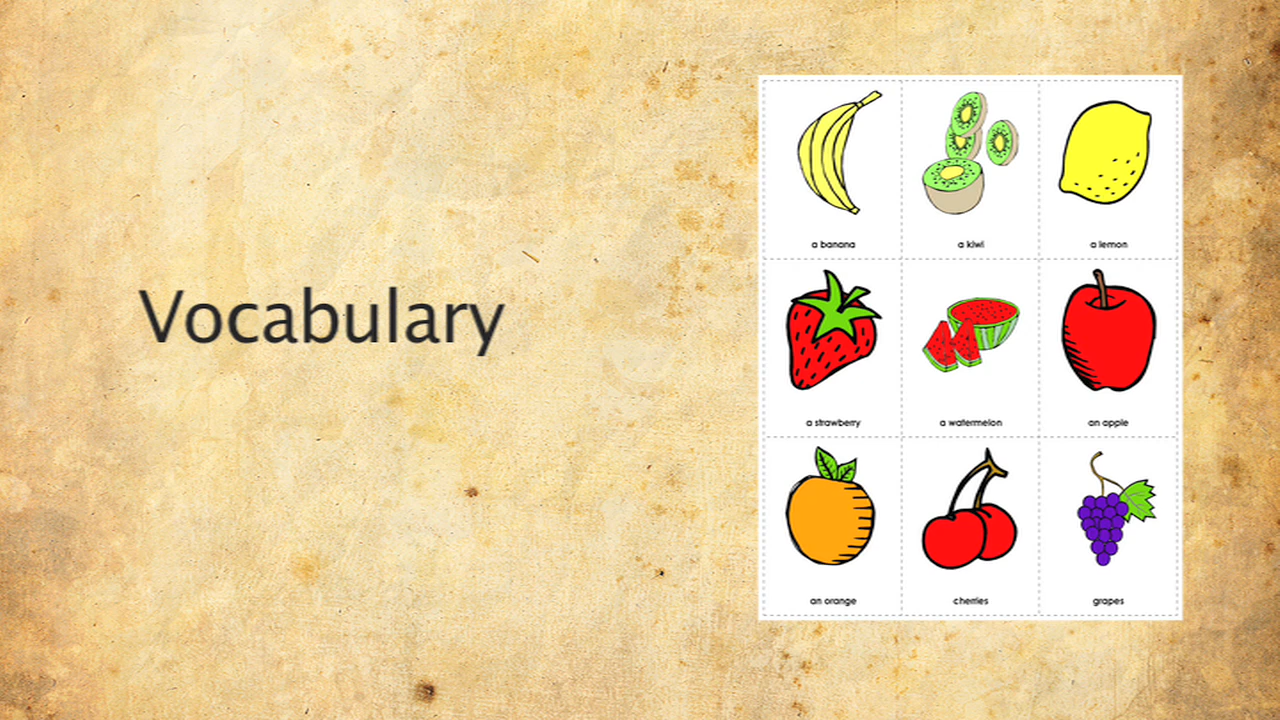 Vocabulary
a banana
a kiwi
a lemon
a strawberry
a watermelon
an apple
an orange
cherries
grapes